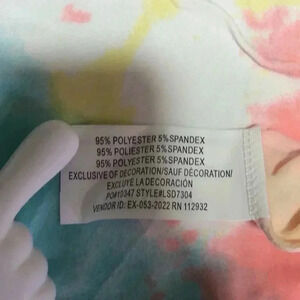 95% POLYESTER 5%SPANDEX
95% POLIESTER 5%SPANDEX
95% POLYESTER 5%SPANDEX
EXCLUSIVE OF DECORATION/SAUF DÉCORATION/
EXCLUYE LA DECORACIÓN
PO#10347 STYLE#LSD7304
VENDOR ID: EX-053-2022 RN 112932